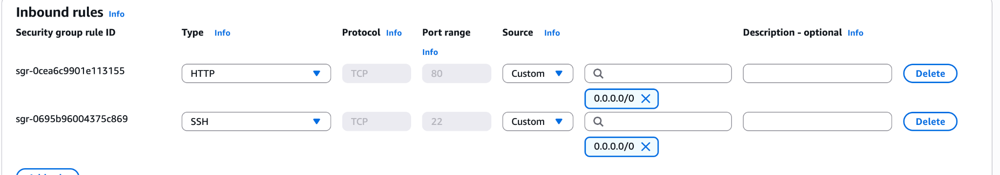 Inbound rules Info
Security group rule ID Type Info Protocol Info Port range Info Source Info Description - optional Info
sgr-0cea6c9901e113155 HTTP TCP 80 Custom Delete
0.0.0.0/0
sgr-0695b96004375c869 SSH TCP 22 Custom Delete
0.0.0.0/0